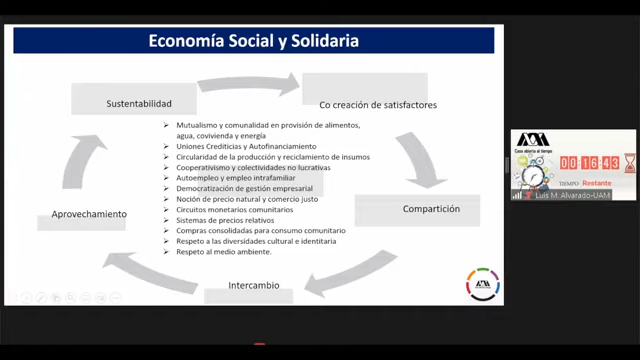 Economía Social y Solidaria
Sustentabilidad
Co creación de satisfactores
Mutualismo y comunalidad en provisión de alimentos,
agua, covivienda y energía
Uniones Crediticias y Autofinanciamiento
Circularidad de la producción y reciclamiento de insumos
Cooperativismo y colectividades no lucrativas
Autoempleo y empleo intrafamiliar
Democratización de gestión empresarial
Noción de precio natural y comercio justo
Circuitos monetarios comunitarios
Sistemas de precios relativos
Compras consolidadas para consumo comunitario
Respeto a las diversidades cultural e identitaria
Respeto al medio ambiente.
Compartición
Aprovechamiento
Intercambio
Casa abierta al tiempo
00:16:43
TIEMPO Restante
Luis M. Alvarado-UAM